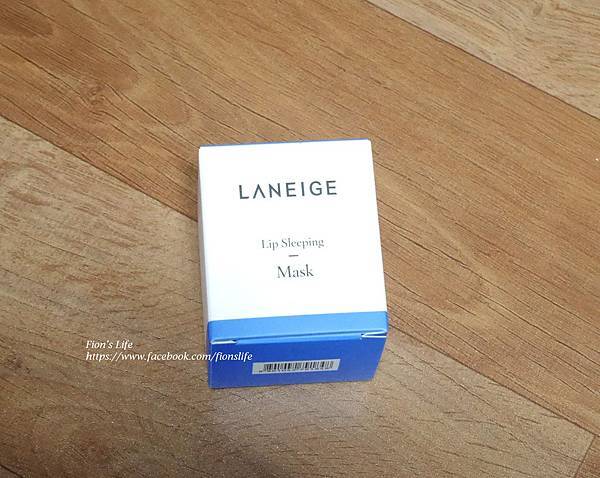 LANEIGE
Lip Sleeping
Mask
Fion's Life
https://www.facebook.com/fionslife